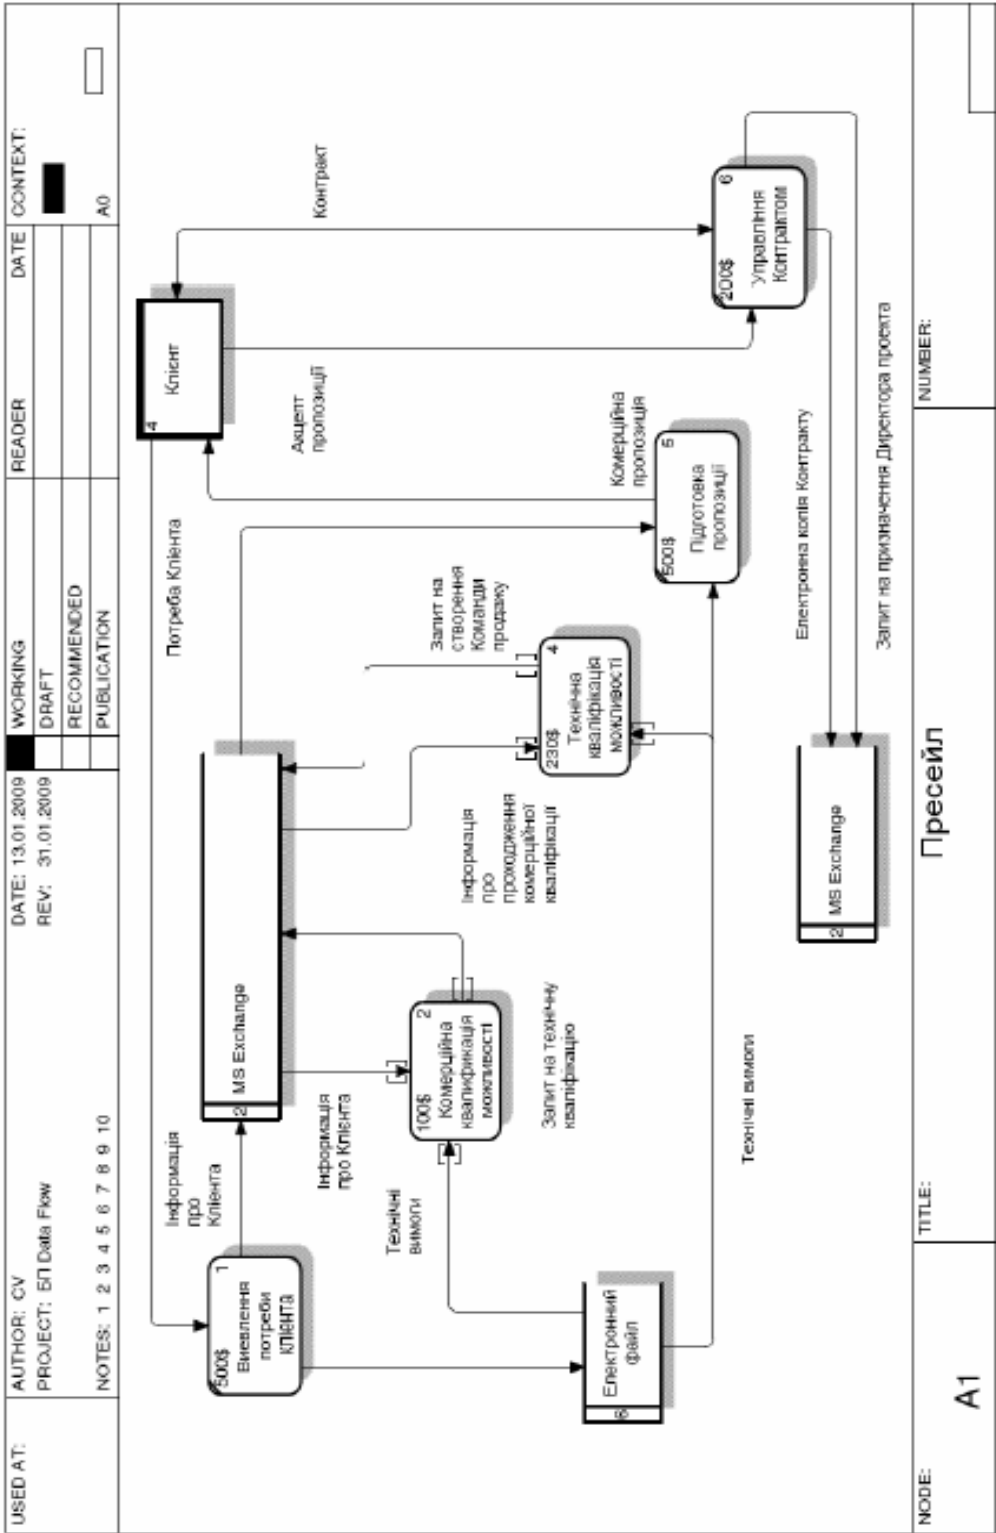 USED AT:
AUTHOR: CV
PROJECT: БП Data Flow
NOTES: 1 2 3 4 5 6 7 8 9 10
DATE: 13.01.2009
REV: 31.01.2009
WORKING
DRAFT
RECOMMENDED
PUBLICATION
READER
DATE
CONTEXT:
A0
Потреба Клієнта
4
Клієнт
Контракт
Акцепт
пропозиції
500$
1
Виевлення
потреби
клієнта
Інформація
про
Клієнта
2
MS Exchange
Інформація
про Клієнта
Технічні
вимоги
100$
2
Комерційна
квалификация
можливості
Запит на технічну
кваліфікацію
Інформація
про
проходження
комерційної
кваліфікації
230$
4
Технічна
кваліфікація
можливості
Запит на
створення
Команди
продажу
Комерційна
пропозиція
500$
5
Підготовка
пропозиції
200$
6
Управління
Контрактом
6
Електронний
файл
Технічні вимоги
Електронна копія Контракту
Запит на призначення Директора проекта
2
MS Exchange
NODE:
A1
TITLE:
Пресейл
NUMBER: